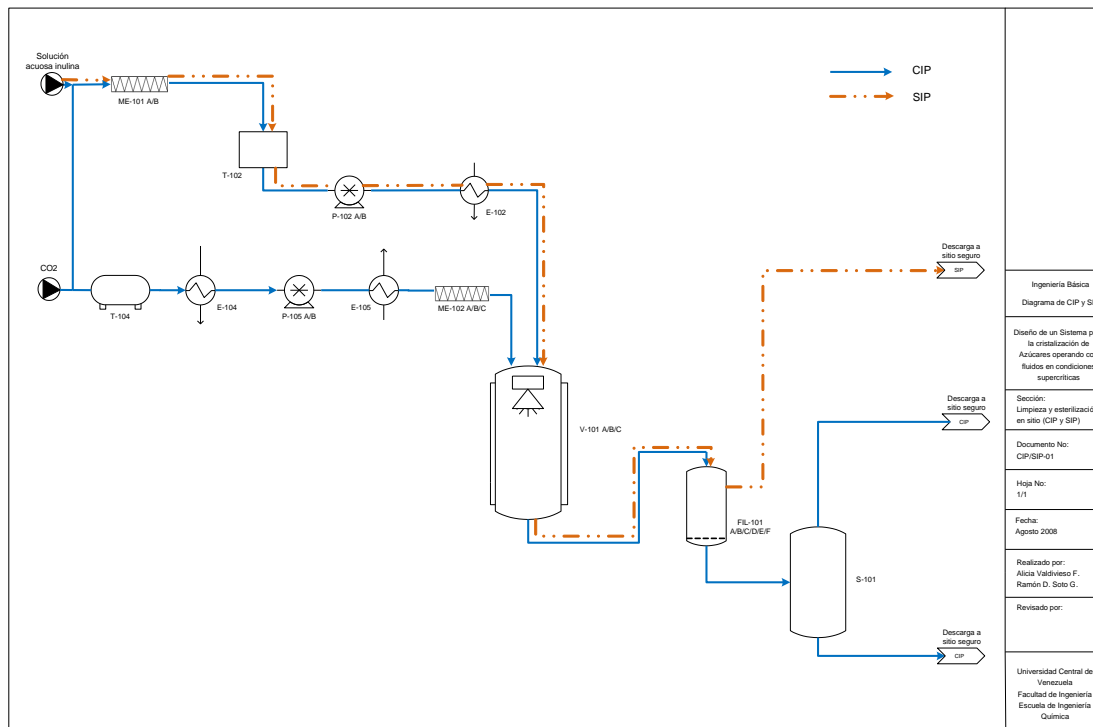 Solución
acuosa inulina
ME-101 A/B
CIP
SIP
T-102
P-102 A/B
E-102
CO2
T-104
E-104
P-105 A/B
E-105
ME-102 A/B/C
V-101 A/B/C
FIL-101
A/B/C/D/E/F
S-101
Descarga a
sitio seguro
SIP
Descarga a
sitio seguro
CIP
Descarga a
sitio seguro
CIP
Ingeniería Básica
Diagrama de CIP y
Diseño de un Sistema
la cristalización de
Azúcares operando
fluidos en condiciones
supercríticas
Sección:
Limpieza y esterilizació
en sitio (CIP y SIP)
Documento No:
CIP/SIP-01
Hoja No:
1/1
Fecha:
Agosto 2008
Realizado por:
Alicia Valdivieso F.
Ramón D. Soto G.
Revisado por:
Universidad Central de
Venezuela
Facultad de Ingeniería
Escuela de Ingeniería
Química